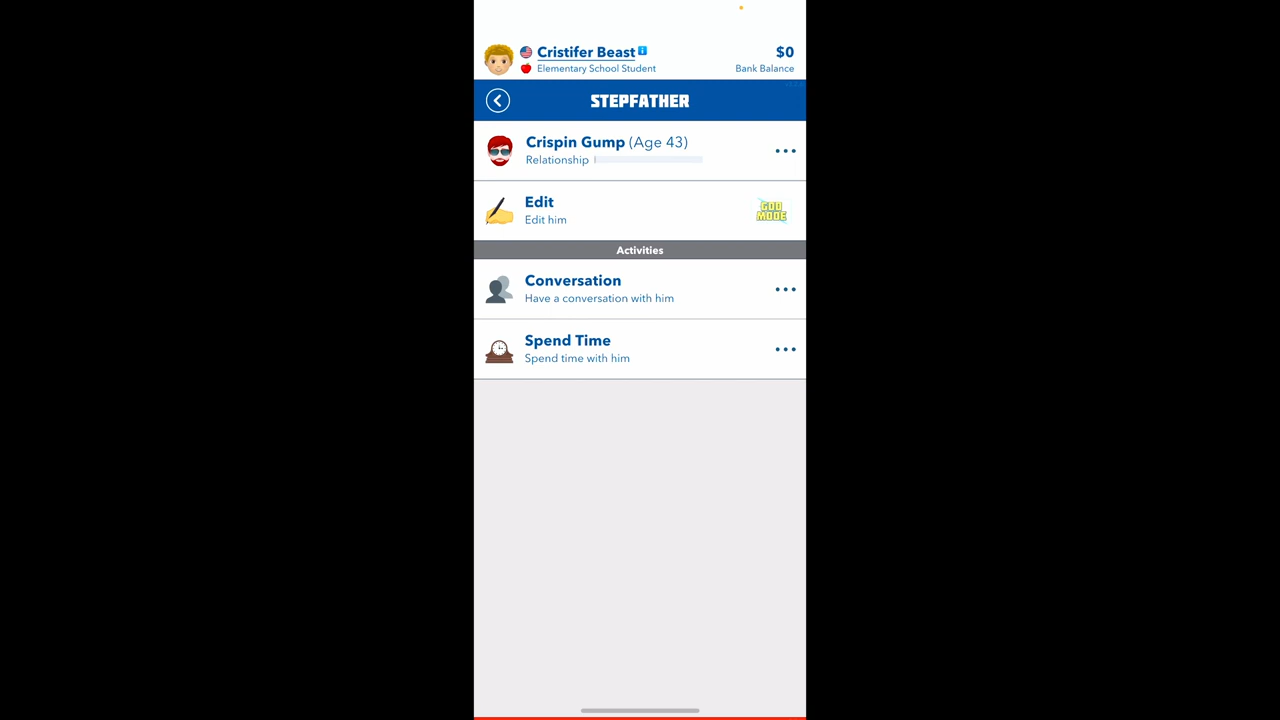 Cristifer Beast
$0
Elementary School Student
Bank Balance
STEPFATHER
Crispin Gump (Age 43)
Relationship
Edit
Edit him
GOD MODE
Activities
Conversation
Have a conversation with him
Spend Time
Spend time with him